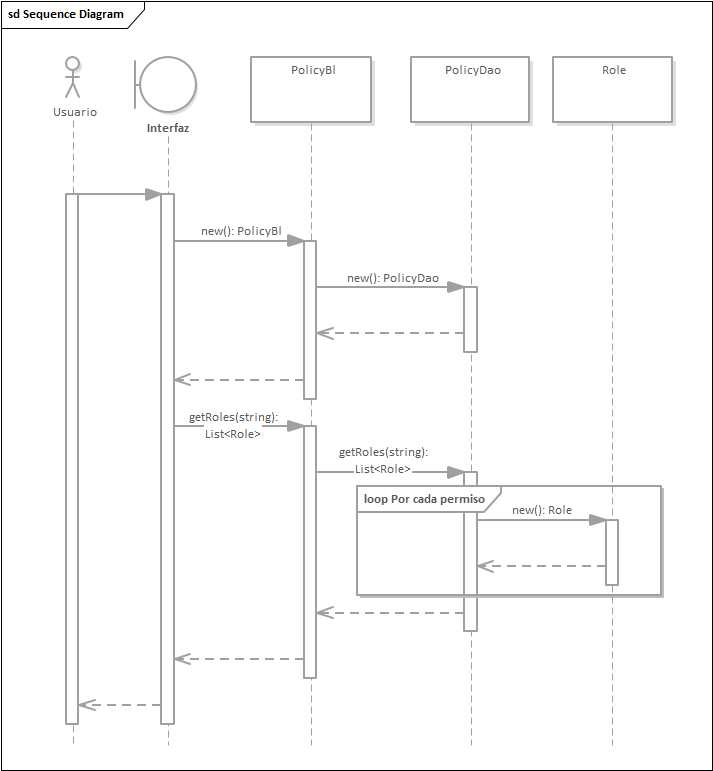 sd Sequence Diagram
Usuario
Interfaz
PolicyBl
PolicyDao
Role
new(): PolicyBl
new(): PolicyDao
getRoles(string):
List<Role>
getRoles(string):
List<Role>
loop Por cada permiso
new(): Role